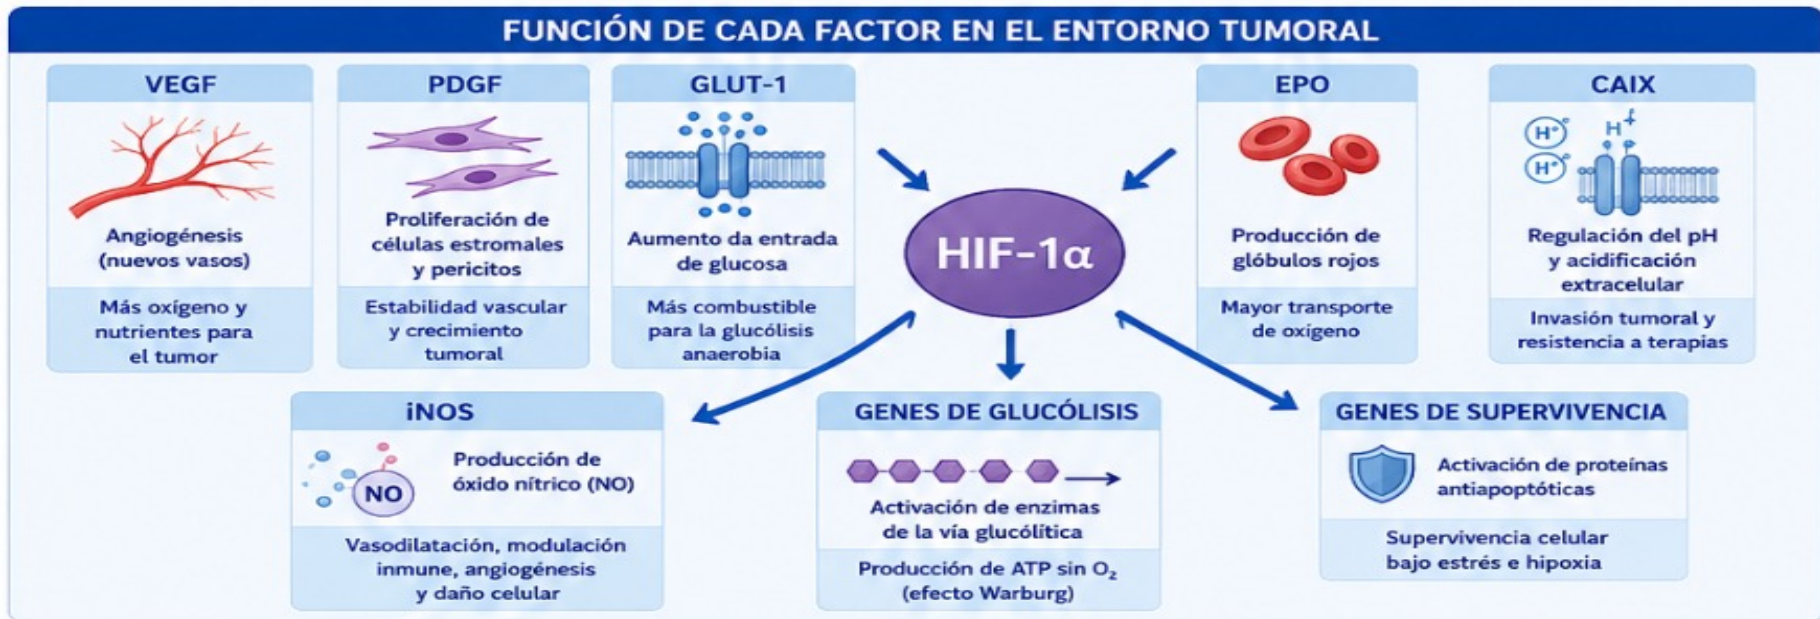 FUNCIÓN DE CADA FACTOR EN EL ENTORNO TUMORAL
VEGF
Angiogénesis
(nuevos vasos)
Más oxígeno y
nutrientes para
el tumor
PDGF
Proliferación de
células estromales
y pericitos
Estabilidad vascular
y crecimiento
tumoral
GLUT-1
Aumento da entrada
de glucosa
Más combustible
para la glucólisis
anaerobia
HIF-1α
EPO
Producción de
glóbulos rojos
Mayor transporte
de oxígeno
CAIX
H⁺
H⁺
H⁺
Regulación del pH
y acidificación
extracelular
Invasión tumoral y
resistencia a terapias
iNOS
NO
Producción de
óxido nítrico (NO)
Vasodilatación, modulación
inmune, angiogénesis
y daño celular
GENES DE GLUCÓLISIS
Activación de enzimas
de la vía glucólítica
Producción de ATP sin O₂
(efecto Warburg)
GENES DE SUPERVIVENCIA
Activación de proteínas
antiapoptóticas
Supervivencia celular
bajo estrés e hipoxia